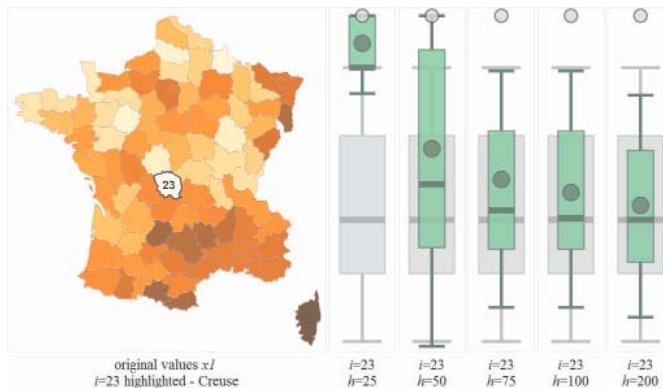 23
original values x1
i=23 highlighted - Creuse
i=23 i=23 i=23 i=23 i=23
h=25 h=50 h=75 h=100 h=200